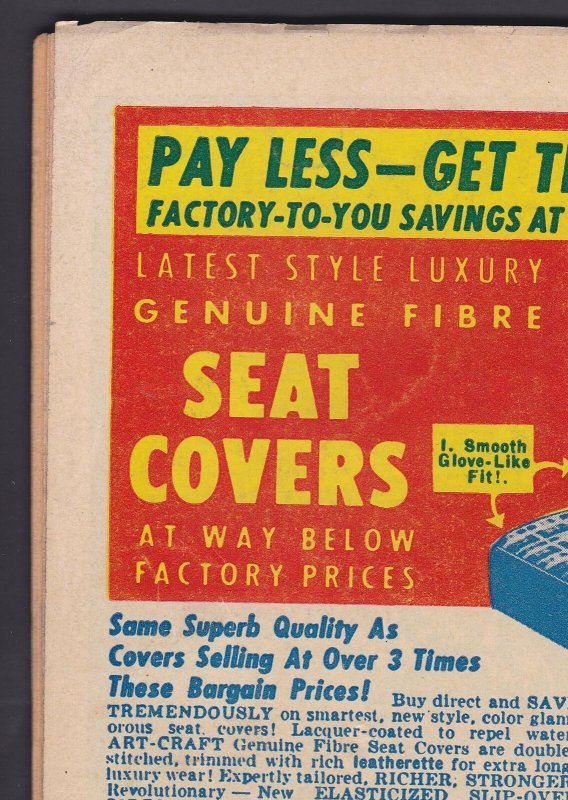 PAY LESS—GET
FACTORY-TO-YOU SAVINGS AT
LATEST STYLE LUXURY
GENUINE FIBRE
SEAT
COVERS
1. Smooth
Glove-Like
Fit!.
AT WAY BELOW
FACTORY PRICES
Same Superb Quality As
Covers Selling At Over 3 Times
These Bargain Prices!
Buy direct and SAV
TREMENDOUSLY on smartest, new style, color glam
orous seat covers! Lacquer-coated to repel wate
ART-CRAFT Genuine Fibre Seat Covers are double
stitched, trimmed with rich leatherette for extra long
luxury wear! Expertly tailored, RICHER, STRONGER
Revolutionary — New ELASTICIZED SLIP-OVE